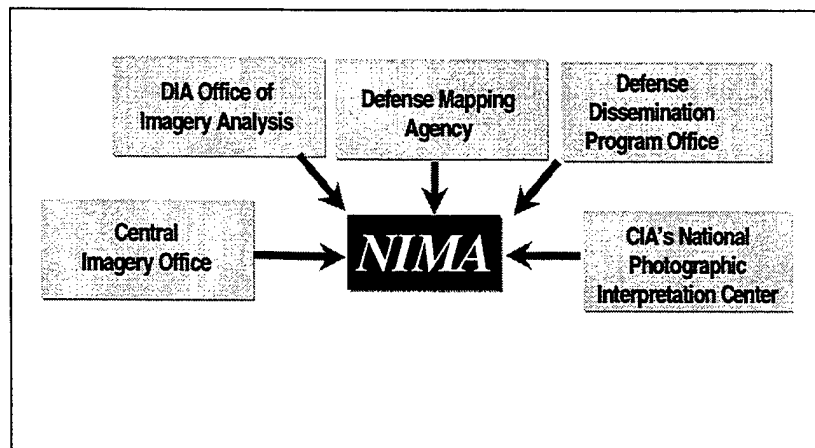 DIA Office of
Imagery Analysis
Defense Mapping
Agency
Defense
Dissemination
Program Office
Central
Imagery Office
NIMA
CIA's National
Photographic
Interpretation Center